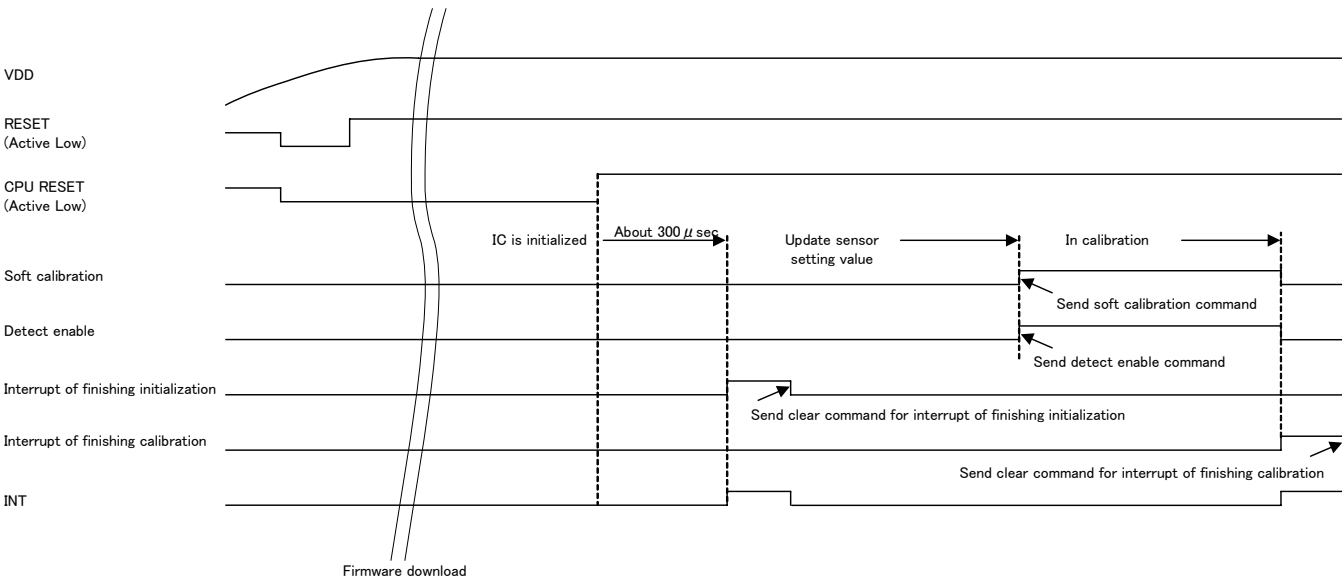 VDD
RESET
(Active Low)
CPU RESET
(Active Low)
IC is initialized
About 300 μ sec
Update sensor
setting value
In calibration
Soft calibration
Send soft calibration command
Detect enable
Send detect enable command
Interrupt of finishing initialization
Send clear command for interrupt of finishing initialization
Interrupt of finishing calibration
Send clear command for interrupt of finishing calibration
INT
Firmware download